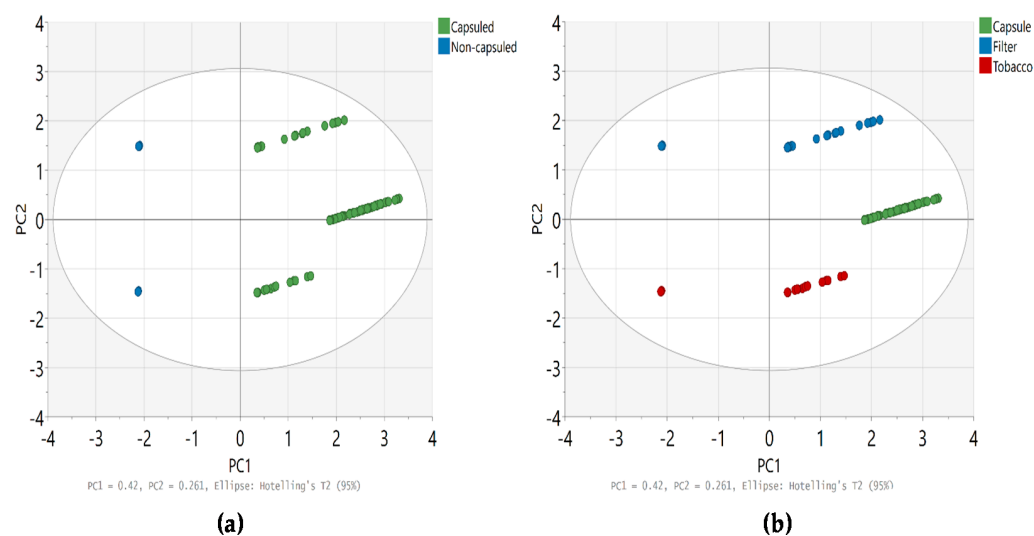 4
3
2
1
0
-1
-2
-3
-4
PC2
-4 -3 -2 -1 0 1 2 3 4
PC1
PC1 = 0.42, PC2 = 0.261, Ellipse: Hotelling's T2 (95%)
Capsuled
Non-capsuled
(a)
4
3
2
1
0
-1
-2
-3
-4
PC2
-4 -3 -2 -1 0 1 2 3 4
PC1
PC1 = 0.42, PC2 = 0.261, Ellipse: Hotelling's T2 (95%)
Capsule
Filter
Tobacco
(b)